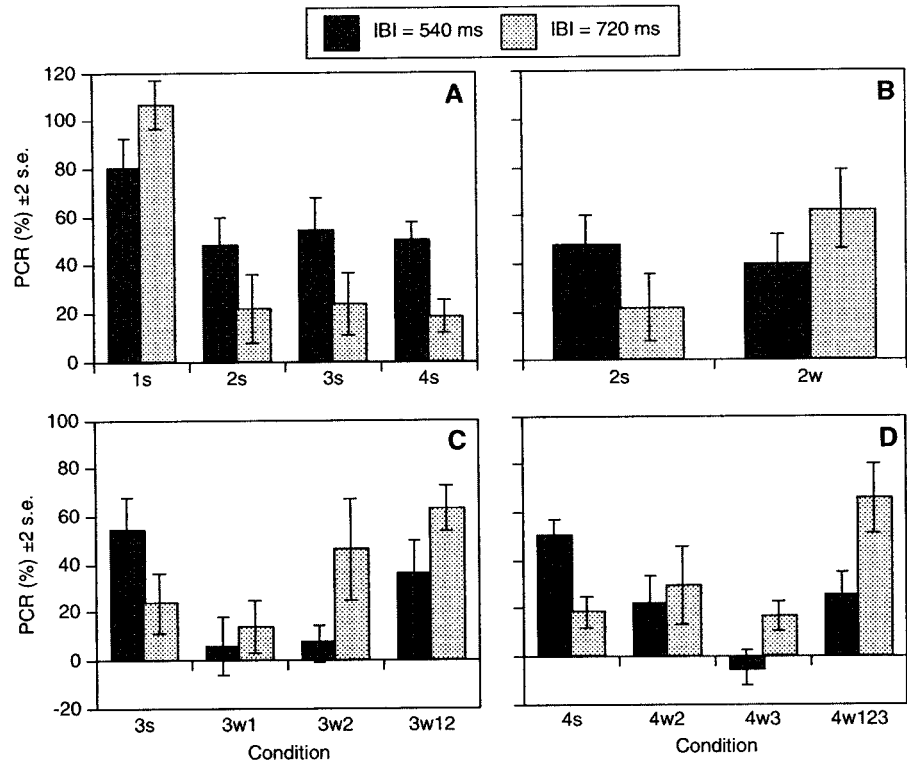 IBI = 540 ms IBI = 720 ms
A
B
PCR (%) ±2 s.e.
120
100
80
60
40
20
0
1s 2s 3s 4s
2s 2w
C
D
PCR (%) ±2 s.e.
100
80
60
40
20
0
-20
3s 3w1 3w2 3w12
4s 4w2 4w3 4w123
Condition
Condition